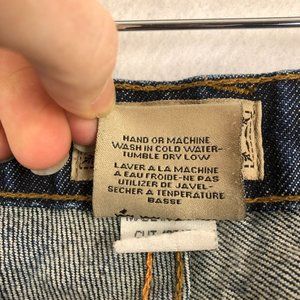 HAND OR MACHINE
WASH IN COLD WATER-
TUMBLE DRY LOW
LAVER A LA MACHINE
A EAU FROIDE-NE PAS
UTILIZER DE JAVEL-
SECHER A TEMPERATURE
BASSE
CUT